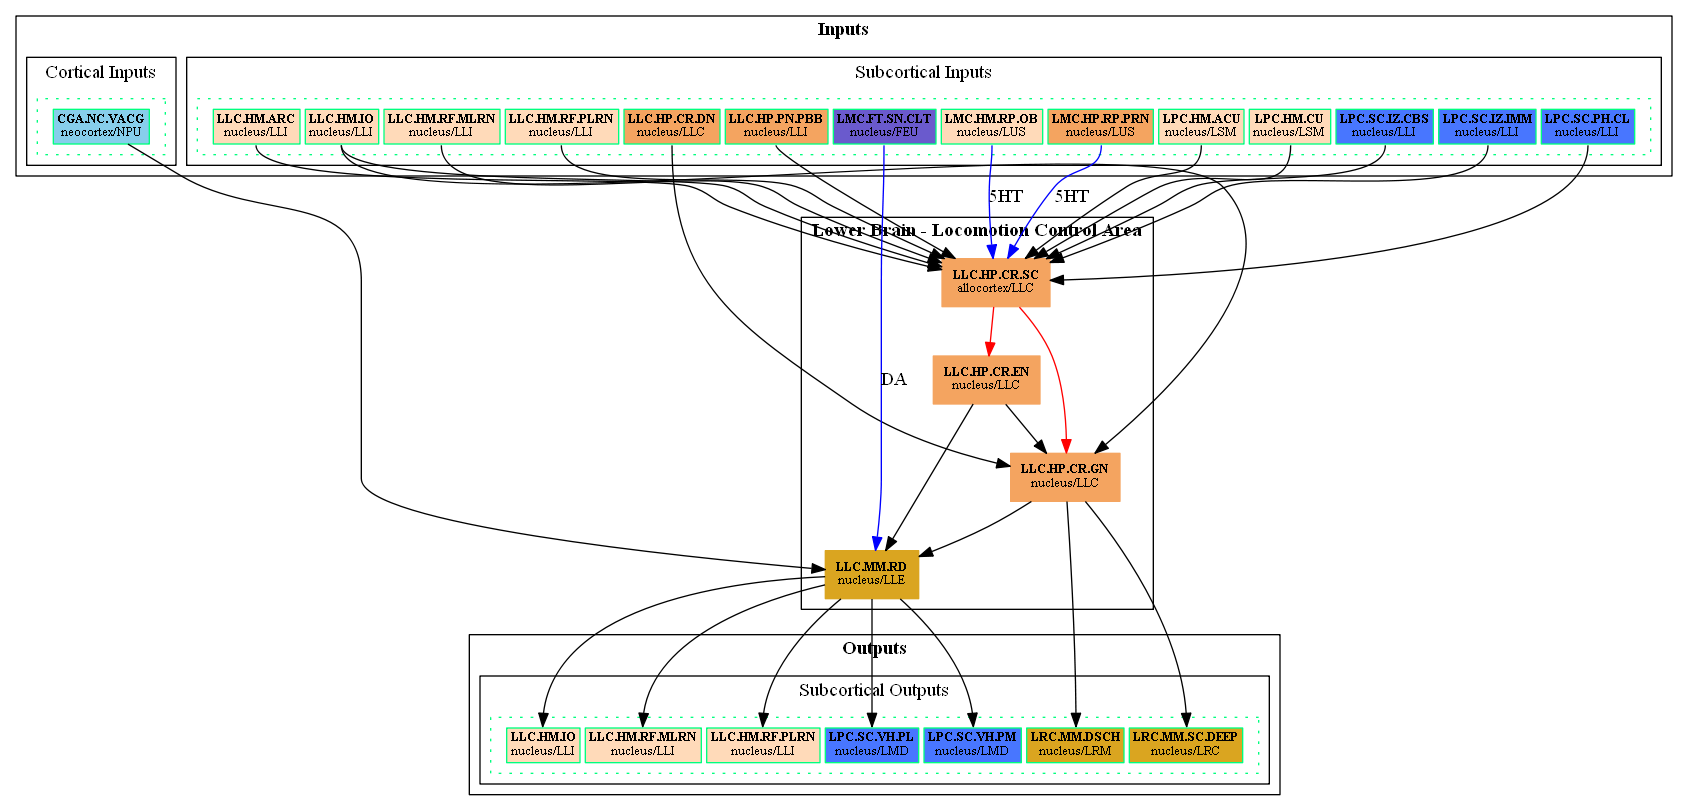 Inputs
Cortical Inputs
Subcortical Inputs
CGA.NC.VACG
neocortex/NPU
LLC.HM.ARC
nucleus/LLI
LLC.HM.IO
nucleus/LLI
LLC.HM.RF.MLRN
nucleus/LLI
LLC.HM.RF.PLRN
nucleus/LLI
LLC.HP.CR.DN
nucleus/LLC
LLC.HP.PN.PBB
nucleus/LLI
LMC.FT.SN.CLT
nucleus/FEU
LMC.HM.RP.OB
nucleus/LUS
LMC.HP.RP.PRN
nucleus/LUS
LPC.HM.ACU
nucleus/LSM
LPC.HM.CU
nucleus/LSM
LPC.SC.IZ.CBS
nucleus/LLI
LPC.SC.IZ.IMM
nucleus/LLI
LPC.SC.PH.CL
nucleus/LLI
5HT
5HT
Lower Brain - Locomotion Control Area
LLC.HP.CR.SC
allocortex/LLC
DA
LLC.HP.CR.EN
nucleus/LLC
LLC.HP.CR.GN
nucleus/LLC
LLC.MM.RD
nucleus/LLE
Outputs
Subcortical Outputs
LLC.HM.IO
nucleus/LLI
LLC.HM.RF.MLRN
nucleus/LLI
LLC.HM.RF.PLRN
nucleus/LLI
LPC.SC.VH.PL
nucleus/LMD
LPC.SC.VH.PM
nucleus/LMD
LRC.MM.DSCH
nucleus/LRM
LRC.MM.SC.DEEP
nucleus/LRC